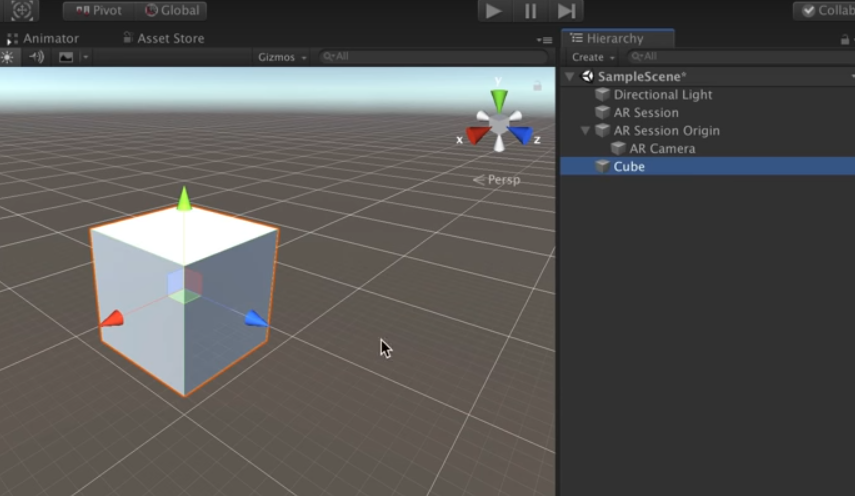 Pivot Global Collab
Animator Asset Store
Hierarchy
Gizmos All
Create All
SampleScene*
Directional Light
AR Session
AR Session Origin
AR Camera
Cube
y
x z
Persp